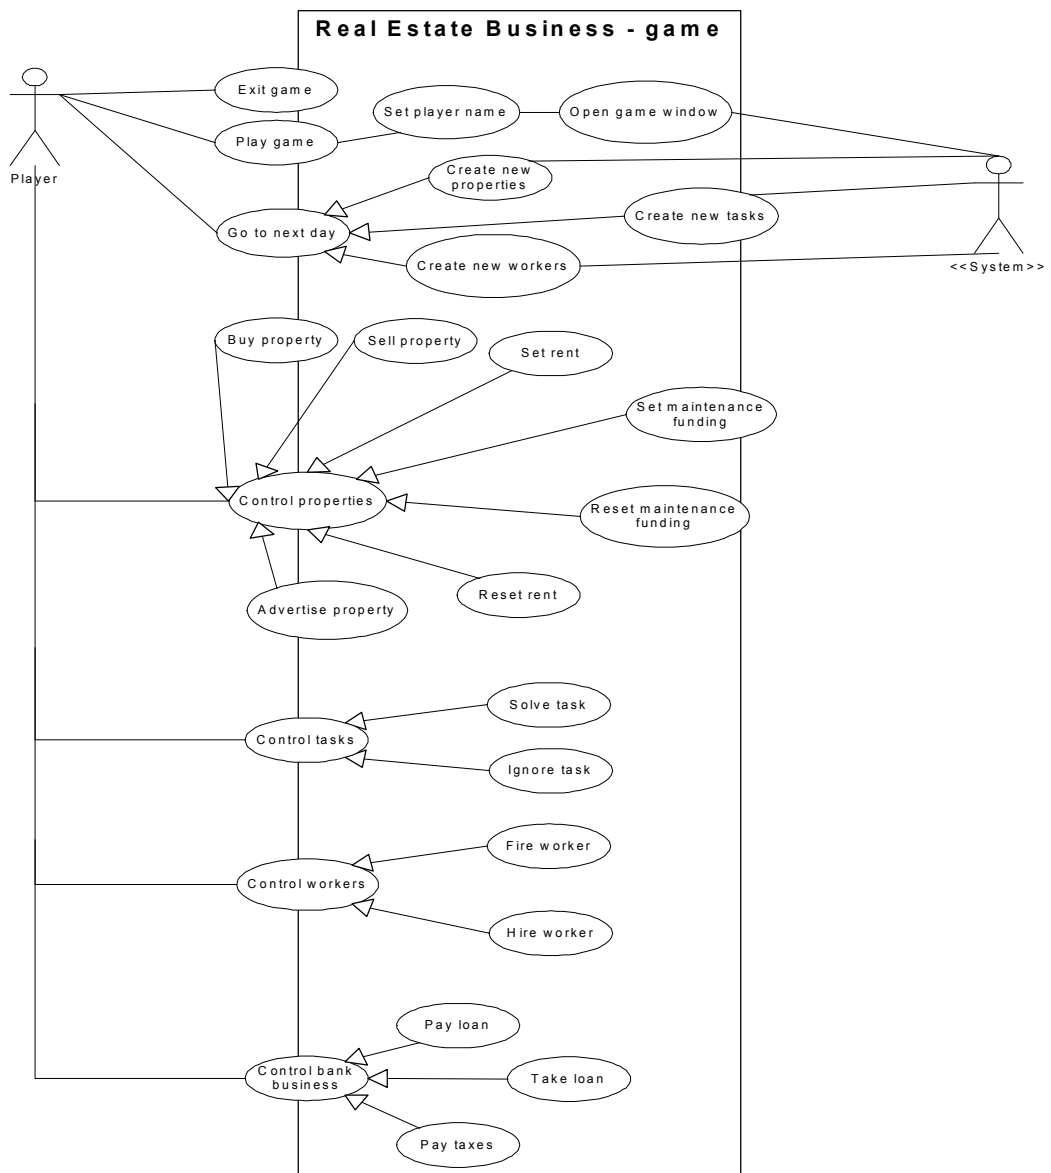 Real Estate Business - game
Exit game
Set player name
Open game window
Play game
Player
Create new
properties
Create new tasks
Go to next day
Create new workers
<<System>>
Buy property
Sell property
Set rent
Set maintenance
funding
Control properties
Reset maintenance
funding
Reset rent
Advertise property
Solve task
Control tasks
Ignore task
Fire worker
Control workers
Hire worker
Pay loan
Control bank
business
Take loan
Pay taxes